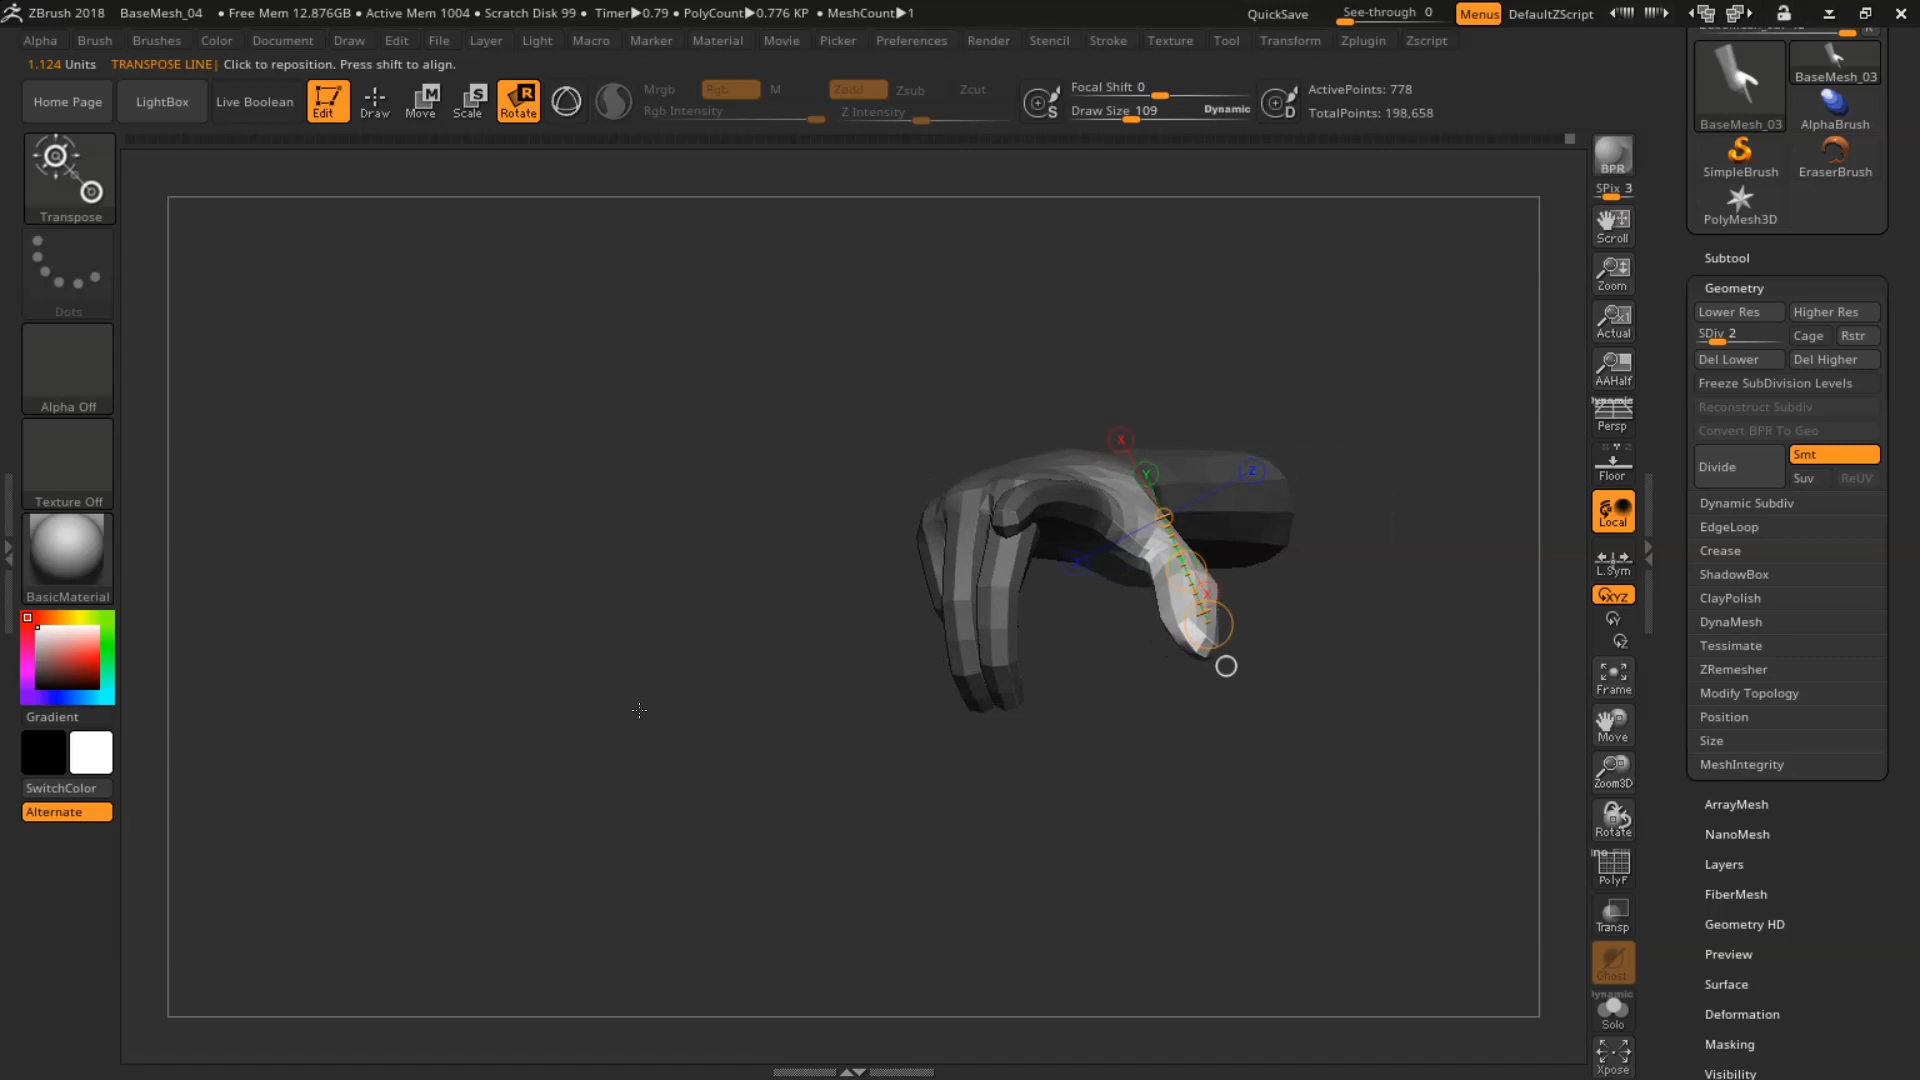 ZBrush 2018 BaseMesh_04 • Free Mem 12.876GB • Active Mem 1004 • Scratch Disk 99 • Timer▶0.79 • PolyCount▶0.776 KP • MeshCount▶1 QuickSave See-through 0 Menus DefaultZScript
Alpha Brush Brushes Color Document Draw Edit File Layer Light Macro Marker Material Movie Picker Preferences Render Stencil Stroke Texture Tool Transform Zplugin Zscript
1.124 Units TRANSPOSE LINE| Click to reposition. Press shift to align.
Home Page LightBox Live Boolean Edit Draw Move Scale Rotate
Mrgb Rgb M Zadd Zsub Zcut
Rgb Intensity Z Intensity
Focal Shift 0
Draw Size 109 Dynamic
ActivePoints: 778
TotalPoints: 198,658
Transpose
Dots
Alpha Off
Texture Off
BasicMaterial
Gradient
SwitchColor
Alternate
X
Y
Z
Z
X
BPR
SPix 3
Scroll
Zoom
Actual
AAHalf
Dynamic
Persp
Floor
Local
L.Sym
XYZ
Y
Z
Frame
Move
Zoom3D
Rotate
PolyF
Transp
Ghost
Dynamic
Solo
Xpose
BaseMesh_03
BaseMesh_03
AlphaBrush
SimpleBrush
EraserBrush
PolyMesh3D
Subtool
Geometry
Lower Res Higher Res
SDiv 2 Cage Rstr
Del Lower Del Higher
Freeze SubDivision Levels
Reconstruct Subdiv
Convert BPR To Geo
Divide Smt
Suv ReUV
Dynamic Subdiv
EdgeLoop
Crease
ShadowBox
ClayPolish
DynaMesh
Tessimate
ZRemesher
Modify Topology
Position
Size
MeshIntegrity
ArrayMesh
NanoMesh
Layers
FiberMesh
Geometry HD
Preview
Surface
Deformation
Masking
Visibility